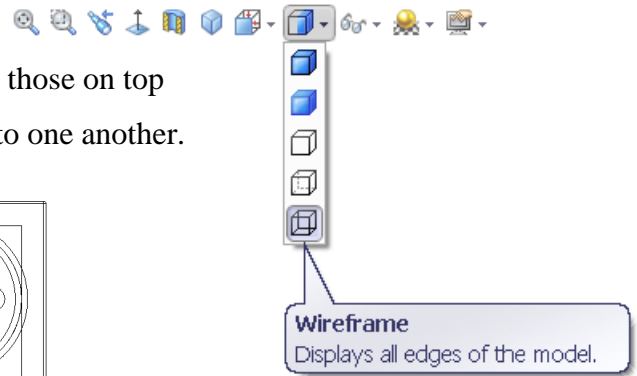 those on top
to one another.
Wireframe
Displays all edges of the model.